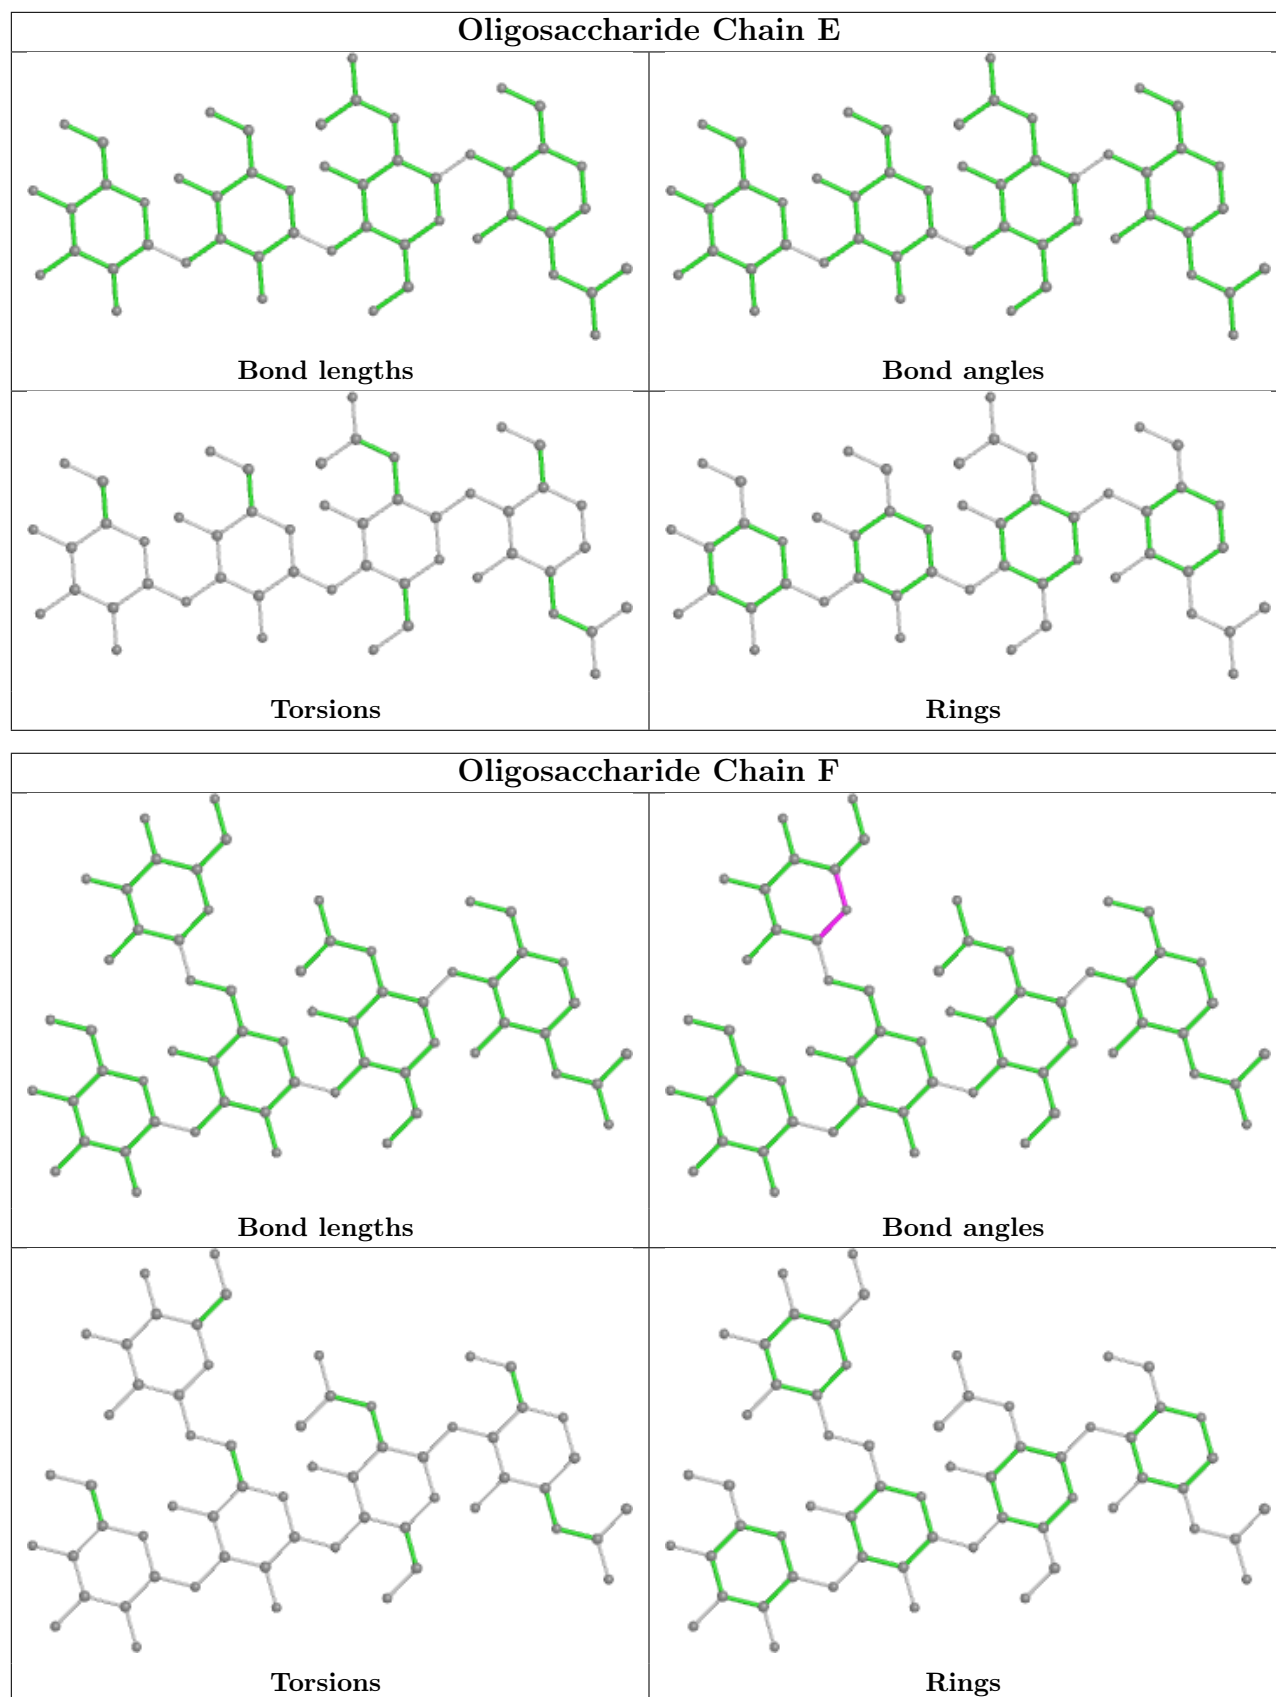 Oligosaccharide Chain E
Bond lengths
Bond angles
Torsions
Rings
Oligosaccharide Chain F
Bond lengths
Bond angles
Torsions
Rings